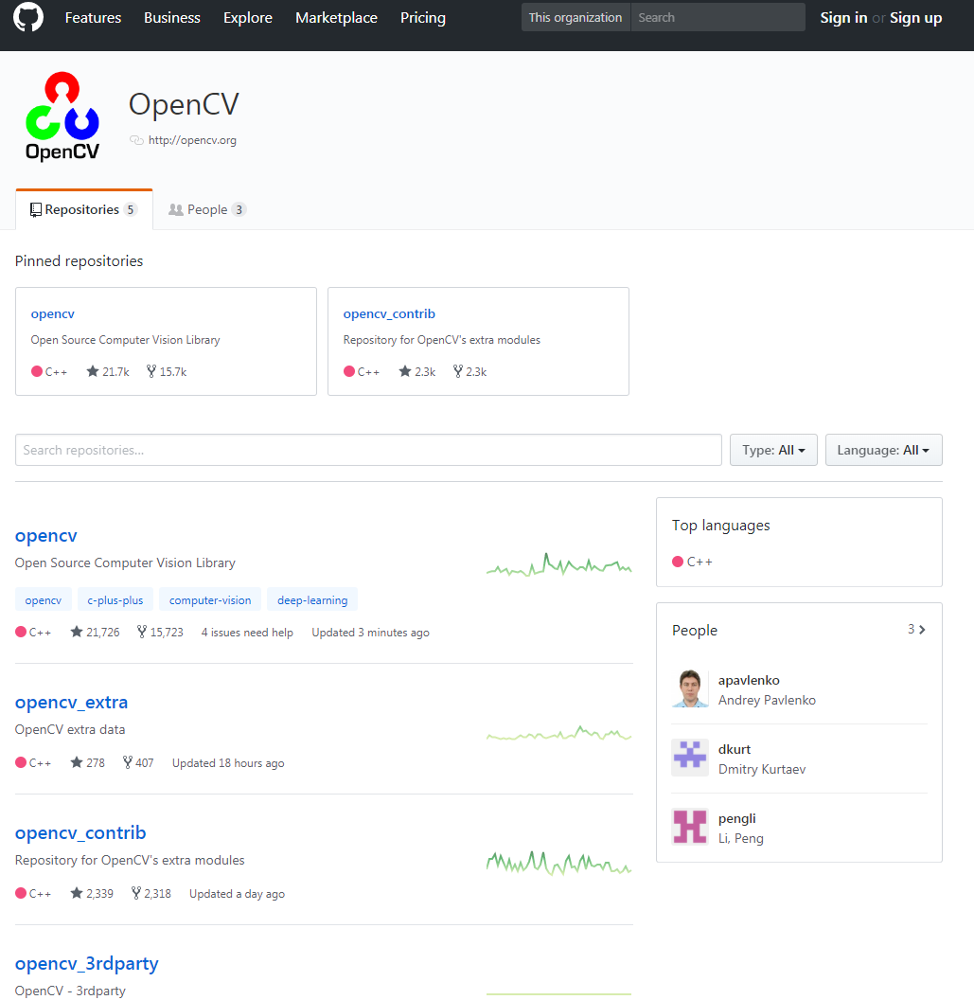 Features Business Explore Marketplace Pricing This organization Search Sign in or Sign up
OpenCV
OpenCV
http://opencv.org
Repositories 5 People 3
Pinned repositories
opencv
Open Source Computer Vision Library
C++ 21.7k 15.7k
opencv_contrib
Repository for OpenCV's extra modules
C++ 2.3k 2.3k
Search repositories... Type: All Language: All
opencv
Open Source Computer Vision Library
opencv c-plus-plus computer-vision deep-learning
C++ 21,726 15,723 4 issues need help Updated 3 minutes ago
opencv_extra
OpenCV extra data
C++ 278 407 Updated 18 hours ago
opencv_contrib
Repository for OpenCV's extra modules
C++ 2,339 2,318 Updated a day ago
opencv_3rdparty
OpenCV - 3rdparty
Top languages
C++
People 3
apavlenko
Andrey Pavlenko
dkurt
Dmitry Kurtaev
pengli
Li, Peng